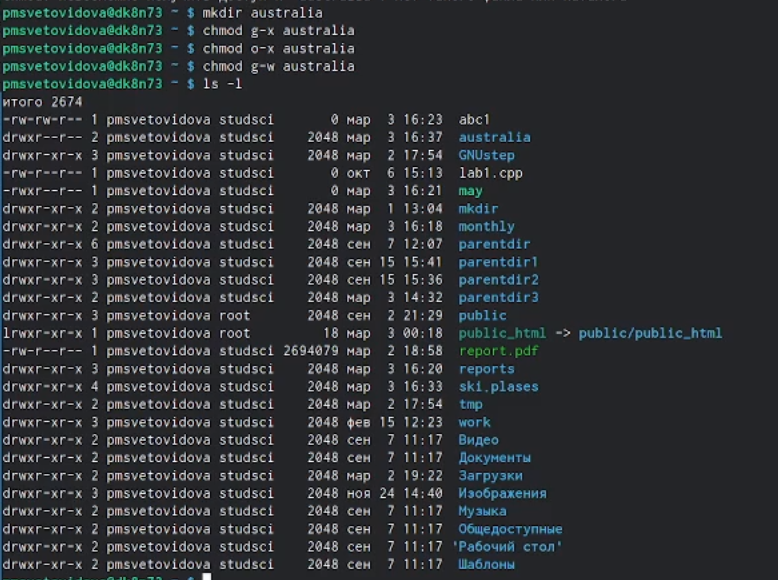 pmsvetovidova@dk8n73 ~ $ mkdir australia
pmsvetovidova@dk8n73 ~ $ chmod g-x australia
pmsvetovidova@dk8n73 ~ $ chmod o-x australia
pmsvetovidova@dk8n73 ~ $ chmod g-w australia
pmsvetovidova@dk8n73 ~ $ ls -l
итого 2674
-rw-rw-r-- 1 pmsvetovidova studsci 0 мар 3 16:23 abc1
drwxr--r-- 2 pmsvetovidova studsci 2048 мар 3 16:37 australia
drwxr-xr-x 3 pmsvetovidova studsci 2048 мар 2 17:54 GNUstep
-rw-r--r-- 1 pmsvetovidova studsci 0 окт 6 15:13 lab1.cpp
-rwxr--r-- 1 pmsvetovidova studsci 0 мар 3 16:21 may
drwxr-xr-x 2 pmsvetovidova studsci 2048 мар 1 13:04 mkdir
drwxr-xr-x 2 pmsvetovidova studsci 2048 мар 3 16:18 monthly
drwxr-xr-x 6 pmsvetovidova studsci 2048 сен 7 12:07 parentdir
drwxr-xr-x 3 pmsvetovidova studsci 2048 сен 15 15:41 parentdir1
drwxr-xr-x 3 pmsvetovidova studsci 2048 сен 15 15:36 parentdir2
drwxr-xr-x 2 pmsvetovidova studsci 2048 мар 3 14:32 parentdir3
drwxr-xr-x 3 pmsvetovidova root 2048 сен 2 21:29 public
lrwxr-xr-x 1 pmsvetovidova root 18 мар 3 00:18 public_html -> public/public_html
-rw-r--r-- 1 pmsvetovidova studsci 2694079 мар 2 18:58 report.pdf
drwxr-xr-x 3 pmsvetovidova studsci 2048 мар 3 16:20 reports
drwxr-xr-x 4 pmsvetovidova studsci 2048 мар 3 16:33 ski.plases
drwxr-xr-x 2 pmsvetovidova studsci 2048 мар 2 17:54 tmp
drwxr-xr-x 3 pmsvetovidova studsci 2048 фев 15 12:23 work
drwxr-xr-x 2 pmsvetovidova studsci 2048 сен 7 11:17 Видео
drwxr-xr-x 2 pmsvetovidova studsci 2048 сен 7 11:17 Документы
drwxr-xr-x 2 pmsvetovidova studsci 2048 мар 2 19:22 Загрузки
drwxr-xr-x 3 pmsvetovidova studsci 2048 ноя 24 14:40 Изображения
drwxr-xr-x 2 pmsvetovidova studsci 2048 сен 7 11:17 Музыка
drwxr-xr-x 2 pmsvetovidova studsci 2048 сен 7 11:17 Общедоступные
drwxr-xr-x 2 pmsvetovidova studsci 2048 сен 7 11:17 'Рабочий стол'
drwxr-xr-x 2 pmsvetovidova studsci 2048 сен 7 11:17 Шаблоны
pmsvetovidova@dk8n73 ~ $